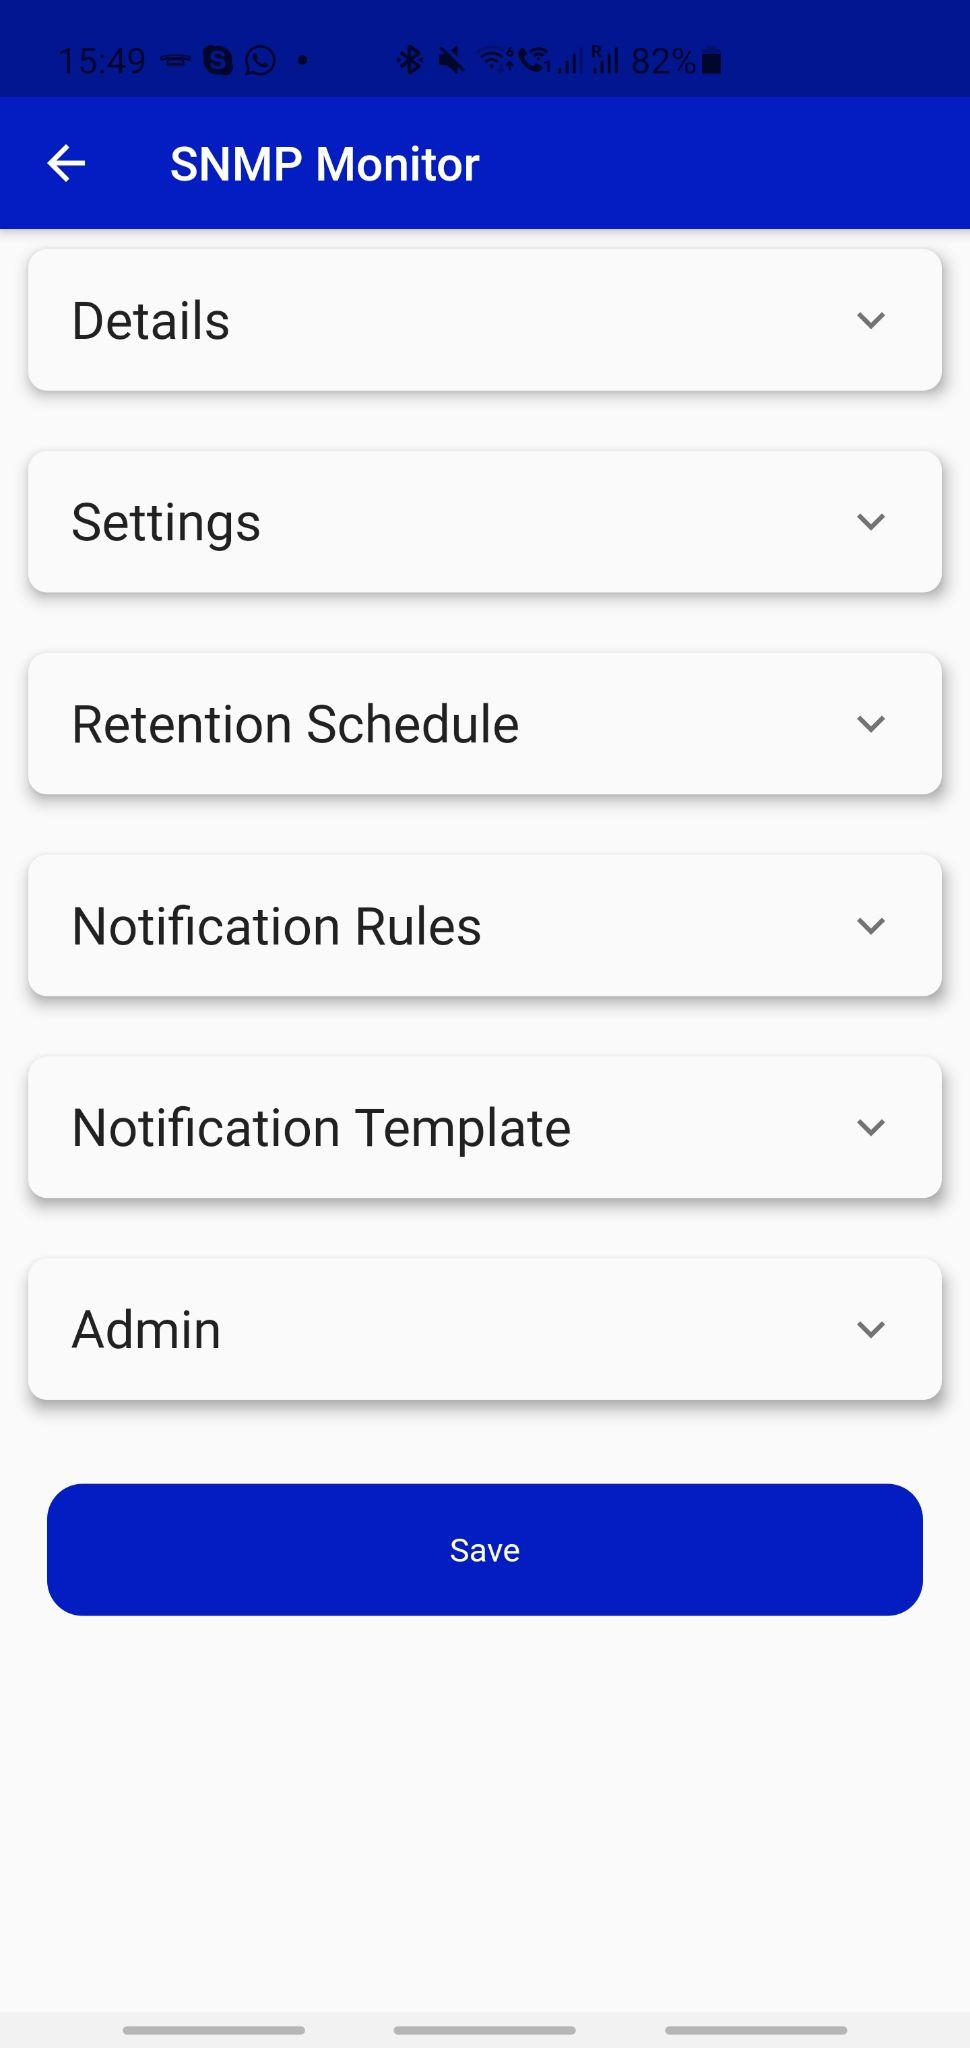 15:49 82%
SNMP Monitor
Details
Settings
Retention Schedule
Notification Rules
Notification Template
Admin
Save